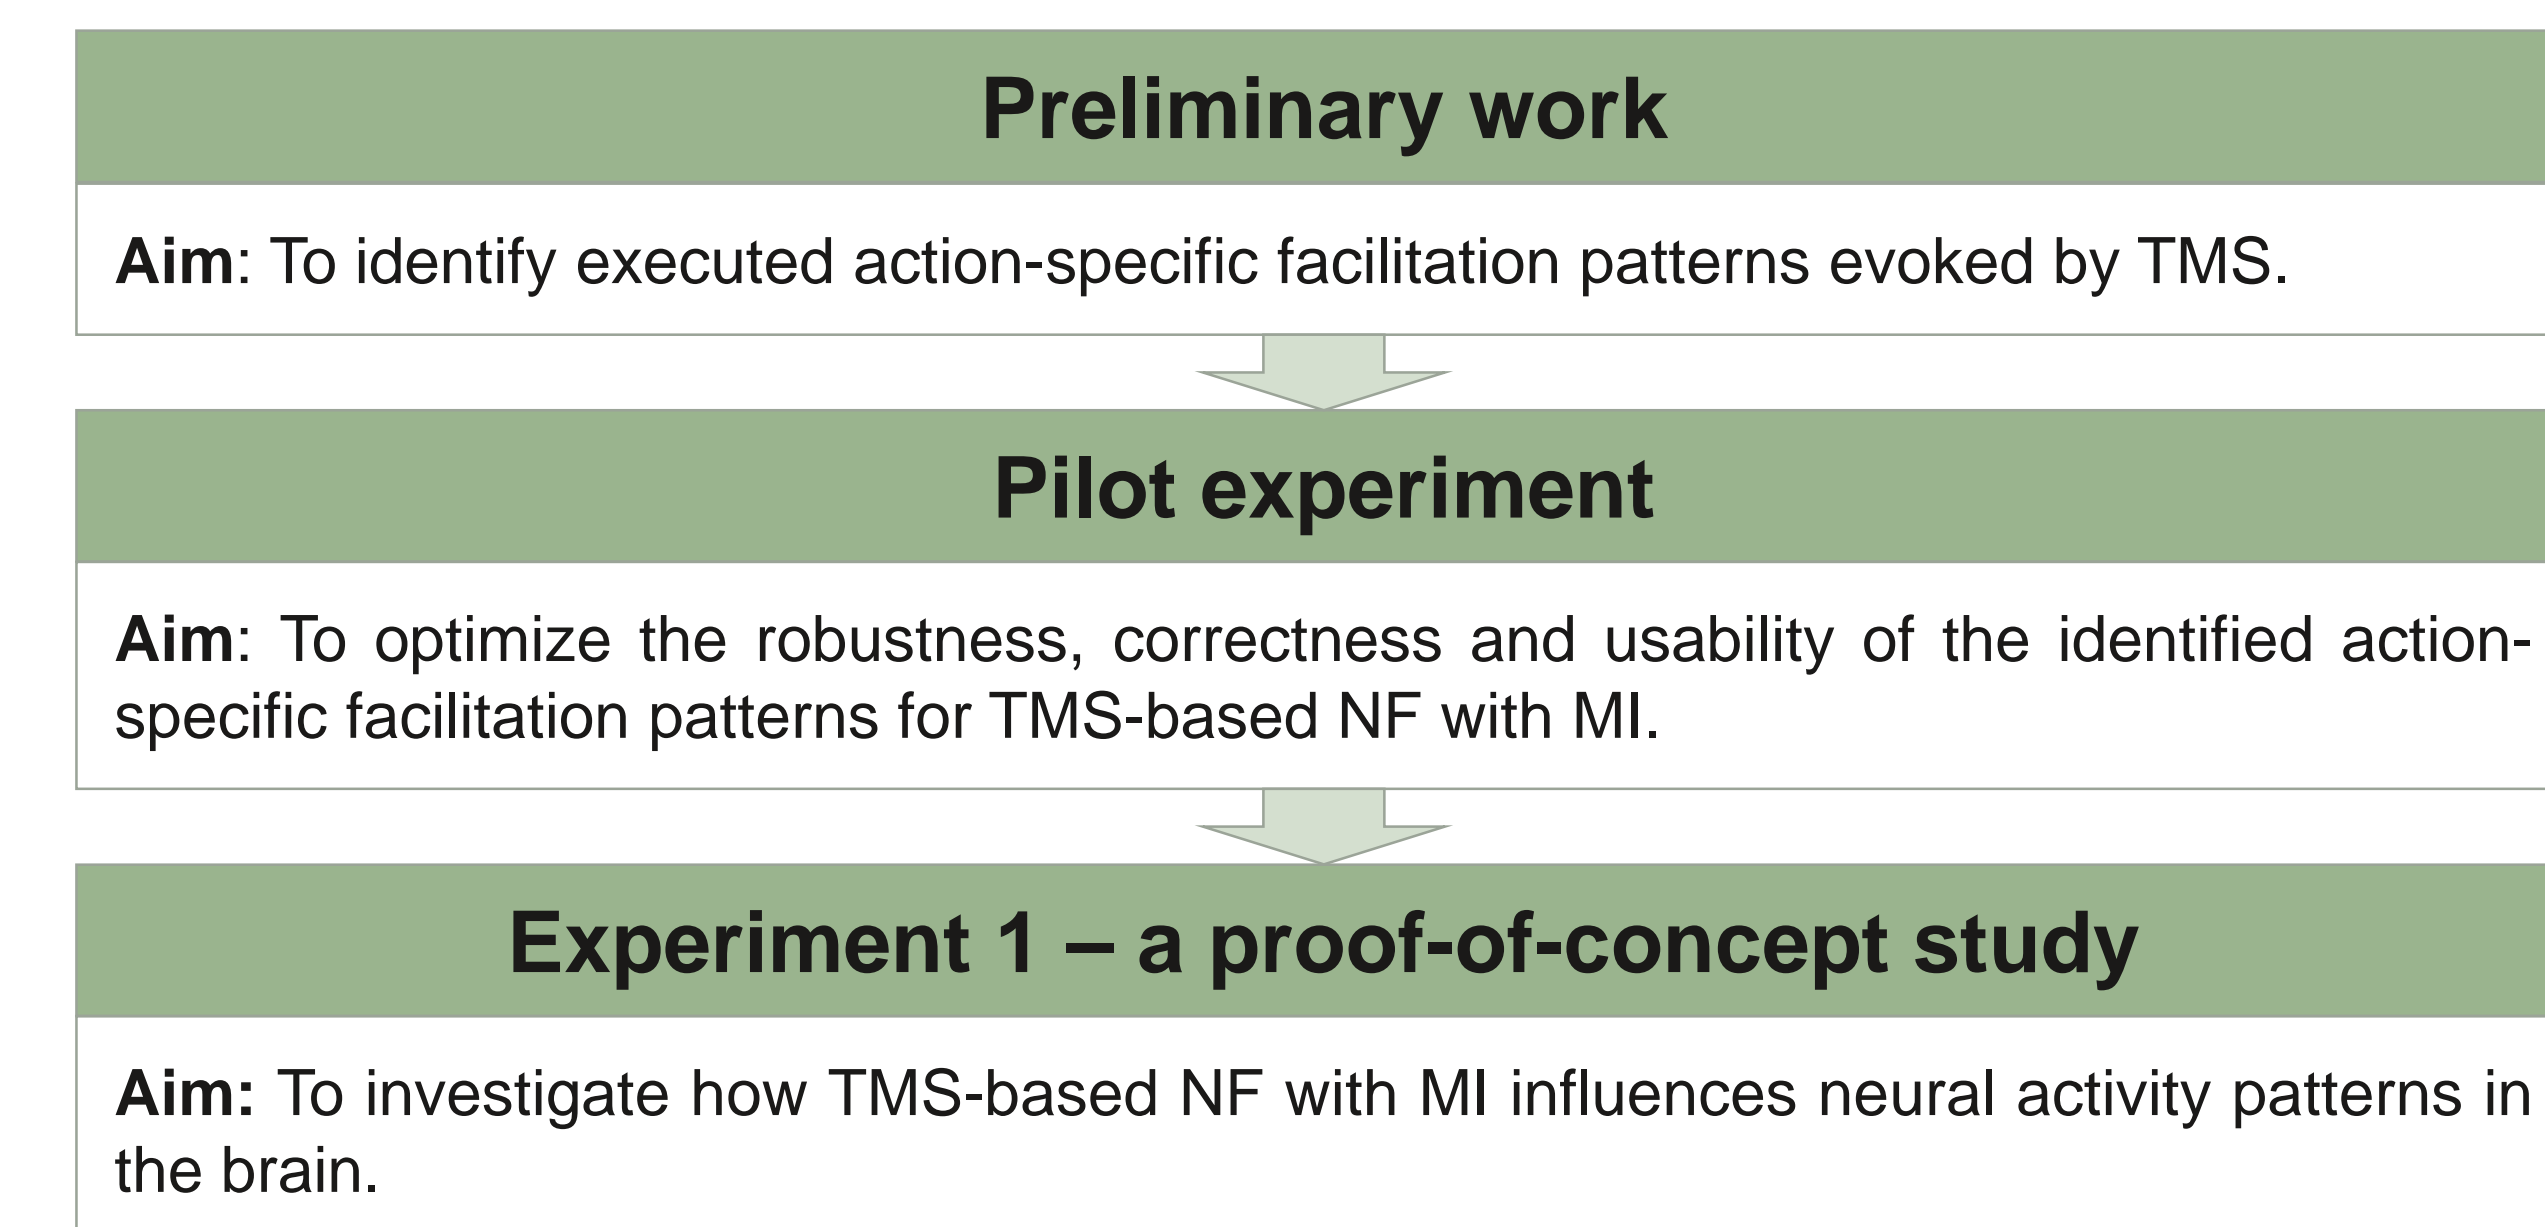 Preliminary work
Aim: To identify executed action-specific facilitation patterns evoked by TMS.
Pilot experiment
Aim: To optimize the robustness, correctness and usability of the identified action-
specific facilitation patterns for TMS-based NF with MI.
Experiment 1 – a proof-of-concept study
Aim: To investigate how TMS-based NF with MI influences neural activity patterns in
the brain.